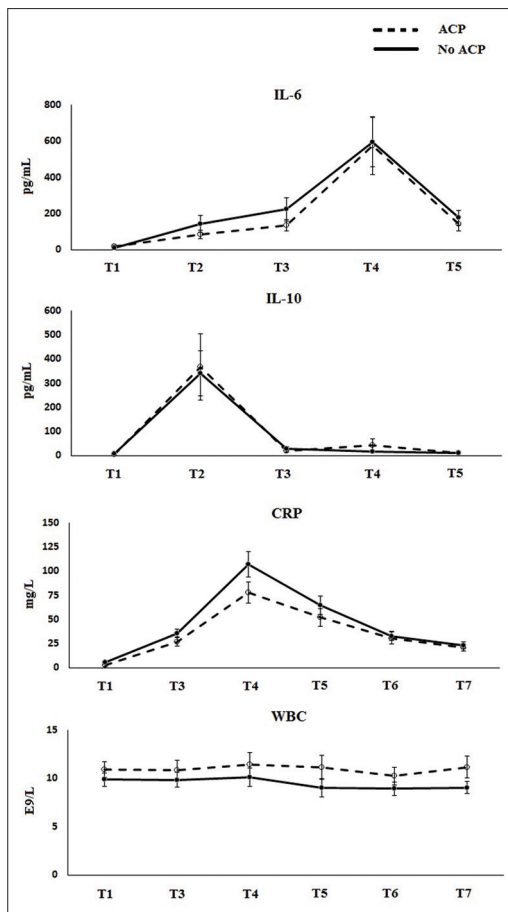 ACP
No ACP
IL-6
pg/mL
800
600
400
200
0
T1 T2 T3 T4 T5
IL-10
pg/mL
600
500
400
300
200
100
0
T1 T2 T3 T4 T5
CRP
mg/L
150
125
100
75
50
25
0
T1 T3 T4 T5 T6 T7
WBC
E9/L
15
10
5
0
T1 T3 T4 T5 T6 T7